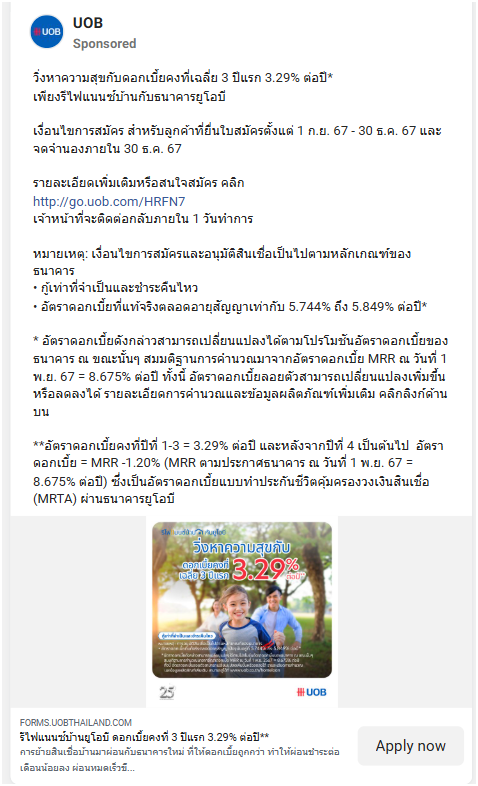 UOB
UOB
Sponsored
วิ่งหาความสุขกับดอกเบี้ยคงที่เฉลี่ย 3 ปีแรก 3.29% ต่อปี*
เพียงรีไฟแนนซ์บ้านกับธนาคารยูโอบี
เงื่อนไขการสมัคร สำหรับลูกค้าที่ยื่นใบสมัครตั้งแต่ 1 ก.ย. 67 - 30 ธ.ค. 67 และ
จดจำนองภายใน 30 ธ.ค. 67
รายละเอียดเพิ่มเติมหรือสนใจสมัคร คลิก
http://go.uob.com/HRFN7
เจ้าหน้าที่จะติดต่อกลับภายใน 1 วันทำการ
หมายเหตุ: เงื่อนไขการสมัครและอนุมัติสินเชื่อเป็นไปตามหลักเกณฑ์ของ
ธนาคาร
• กู้เท่าที่จำเป็นและชำระคืนไหว
• อัตราดอกเบี้ยที่แท้จริงตลอดอายุสัญญาเท่ากับ 5.744% ถึง 5.849% ต่อปี*
* อัตราดอกเบี้ยดังกล่าวสามารถเปลี่ยนแปลงได้ตามโปรโมชันอัตราดอกเบี้ยของ
ธนาคาร ณ ขณะนั้นๆ สมมติฐานการคำนวณมาจากอัตราดอกเบี้ย MRR ณ วันที่ 1
พ.ย. 67 = 8.675% ต่อปี ทั้งนี้ อัตราดอกเบี้ยลอยตัวสามารถเปลี่ยนแปลงเพิ่มขึ้น
หรือลดลงได้ รายละเอียดการคำนวณและข้อมูลผลิตภัณฑ์เพิ่มเติม คลิกลิงก์ด้าน
บน
**อัตราดอกเบี้ยคงที่ปีที่ 1-3 = 3.29% ต่อปี และหลังจากปีที่ 4 เป็นต้นไป อัตรา
ดอกเบี้ย = MRR -1.20% (MRR ตามประกาศธนาคาร ณ วันที่ 1 พ.ย. 67 =
8.675% ต่อปี) ซึ่งเป็นอัตราดอกเบี้ยแบบทำประกันชีวิตคุ้มครองวงเงินสินเชื่อ
(MRTA) ผ่านธนาคารยูโอบี
วิ่งหาความสุขกับ
ดอกเบี้ยคงที่
เฉลี่ย 3 ปีแรก 3.29% ต่อปี*
กู้เท่าที่จำเป็นและชำระคืนไหว
25
UOB
FORMS.UOBTHAILAND.COM
รีไฟแนนซ์บ้านยูโอบี ดอกเบี้ยคงที่ 3 ปีแรก 3.29% ต่อปี**
การย้ายสินเชื่อบ้านมาผ่อนกับธนาคารใหม่ ที่ให้ดอกเบี้ยถูกกว่า ทำให้ผ่อนชำระต่อ
เดือนน้อยลง ผ่อนหมดเร็วขึ้...
Apply now